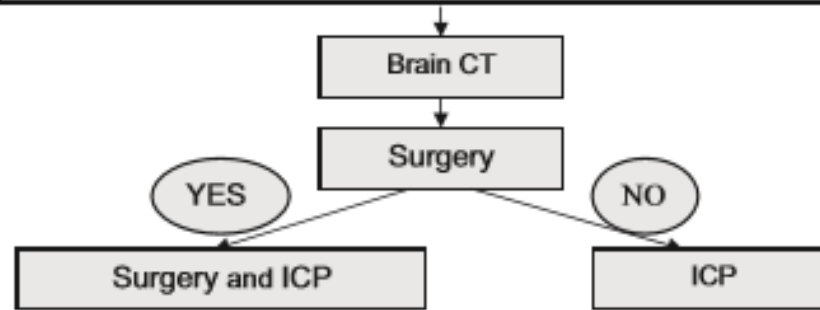 Brain CT
Surgery
YES
NO
Surgery and ICP
ICP